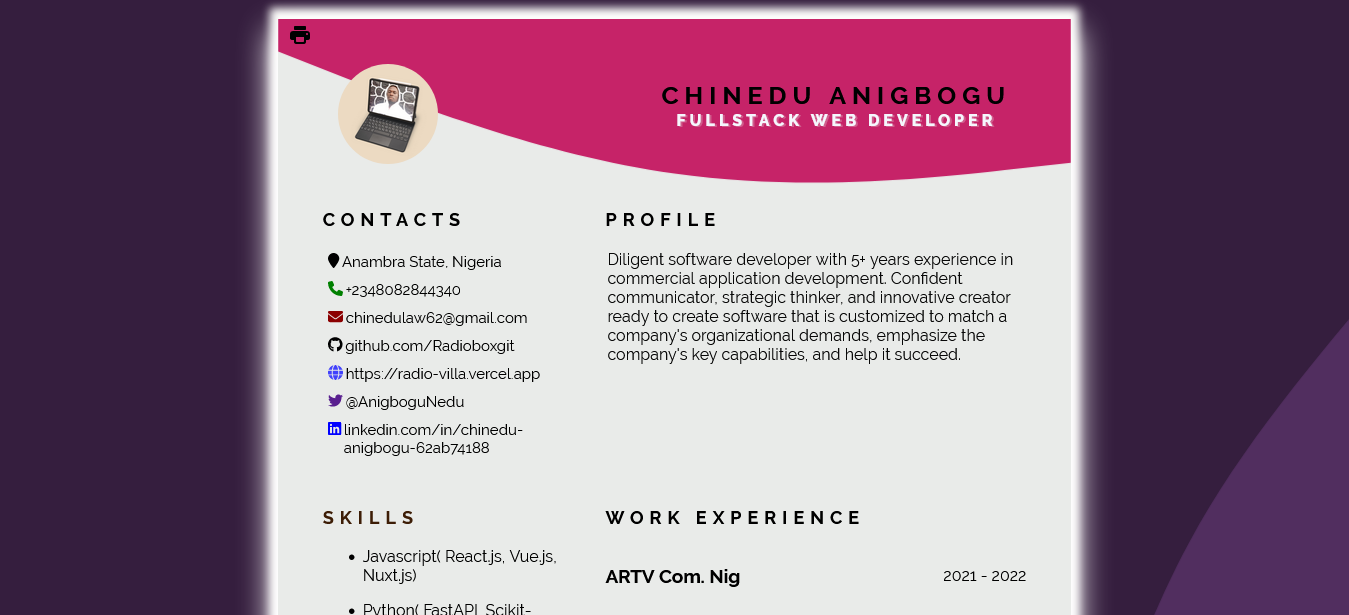 CHINEDU ANIGBOGU
FULLSTACK WEB DEVELOPER
CONTACTS
Anambra State, Nigeria
+2348082844340
chinedulaw62@gmail.com
github.com/Radioboxgit
https://radio-villa.vercel.app
@AnigboguNedu
linkedin.com/in/chinedu-
anigbogu-62ab74188
PROFILE
Diligent software developer with 5+ years experience in
commercial application development. Confident
communicator, strategic thinker, and innovative creator
ready to create software that is customized to match a
company's organizational demands, emphasize the
company's key capabilities, and help it succeed.
SKILLS
Javascript( React.js, Vue.js,
Nuxt.js)
Python( FastAPI, Scikit-
WORK EXPERIENCE
ARTV Com. Nig
2021 - 2022